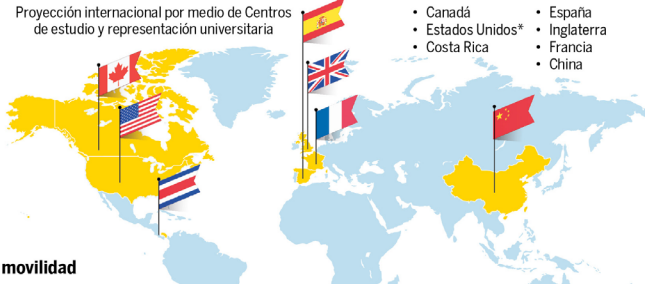 Proyección internacional por medio de Centros
de estudio y representación universitaria
• Canadá
• Estados Unidos*
• Costa Rica
• España
• Inglaterra
• Francia
• China
movilidad